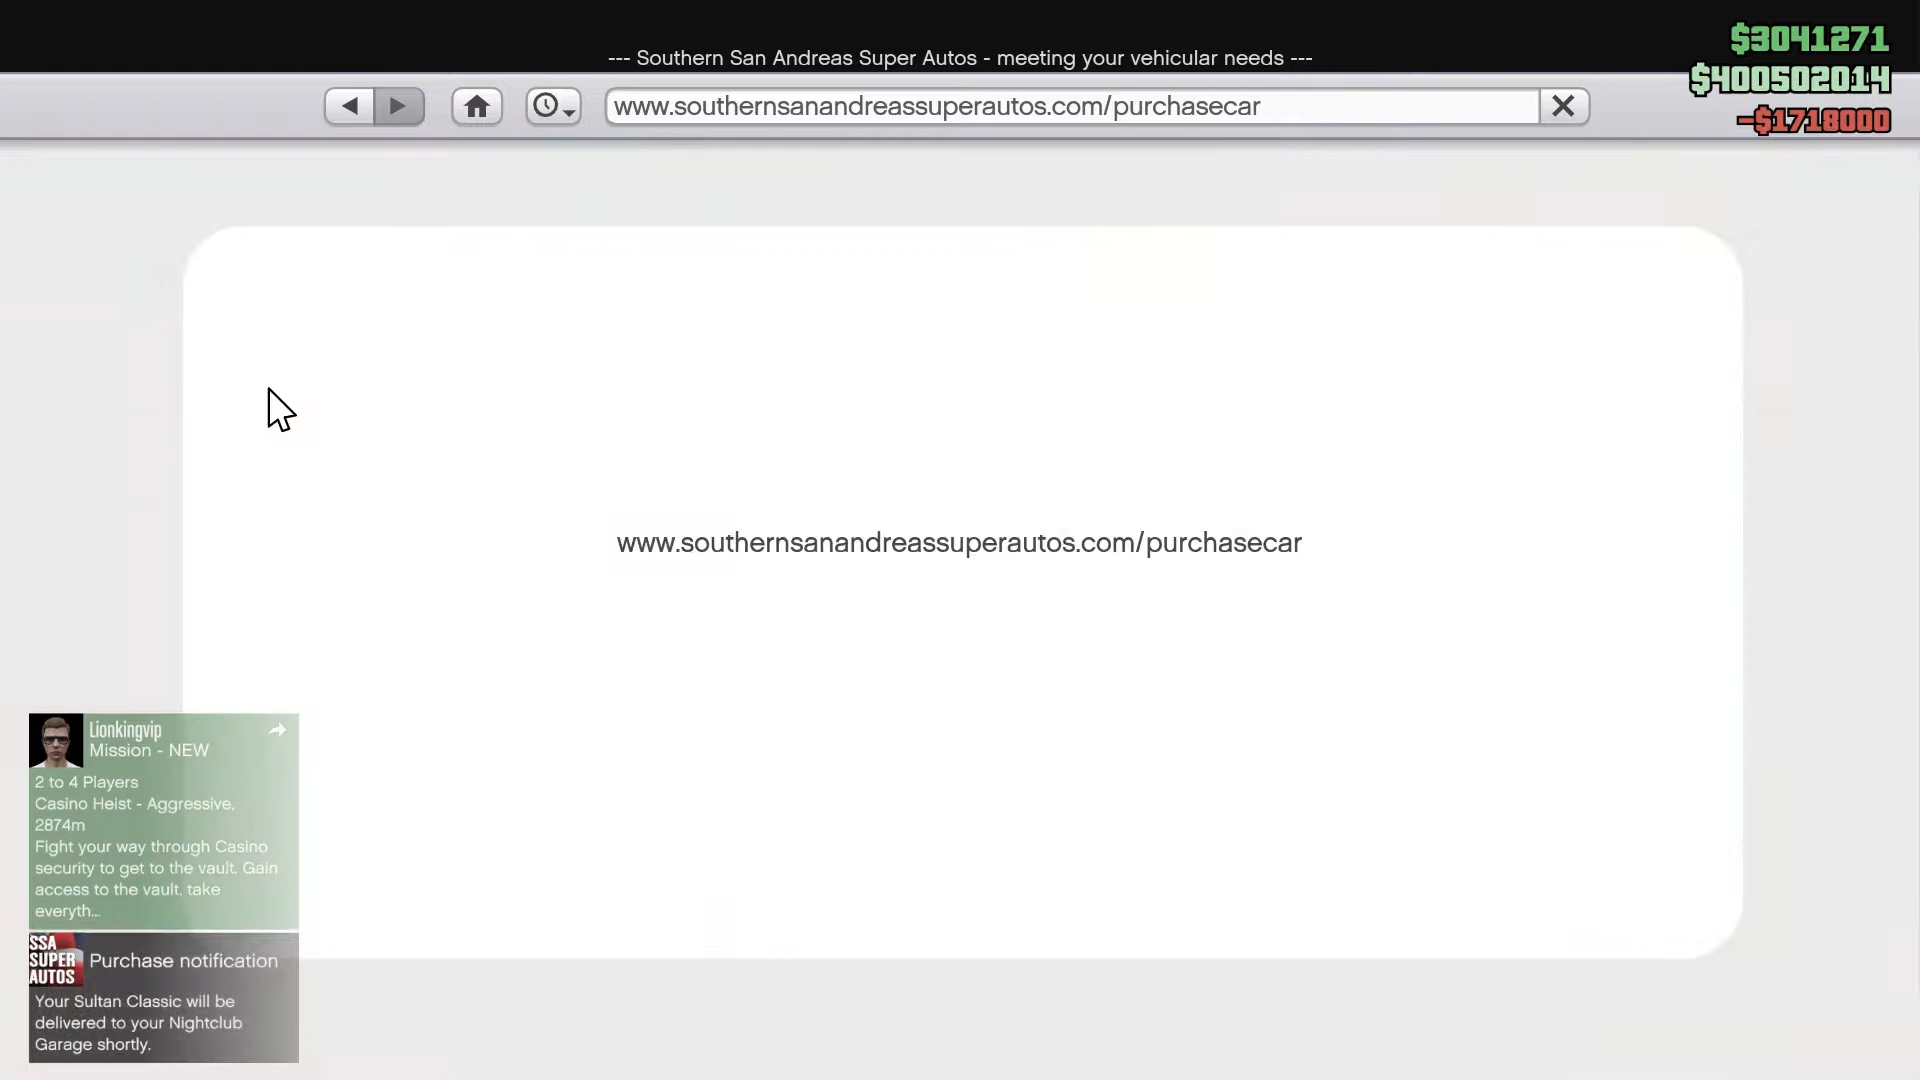 --- Southern San Andreas Super Autos - meeting your vehicular needs ---
$3041271
$400502014
-$1718000
www.southernsanandreassuperautos.com/purchasecar
www.southernsanandreassuperautos.com/purchasecar
Lionkingvip
Mission - NEW
2 to 4 Players
Casino Heist - Aggressive,
2874m
Fight your way through Casino
security to get to the vault. Gain
access to the vault, take
everyth...
SSA
SUPER
AUTOS
Purchase notification
Your Sultan Classic will be
delivered to your Nightclub
Garage shortly.